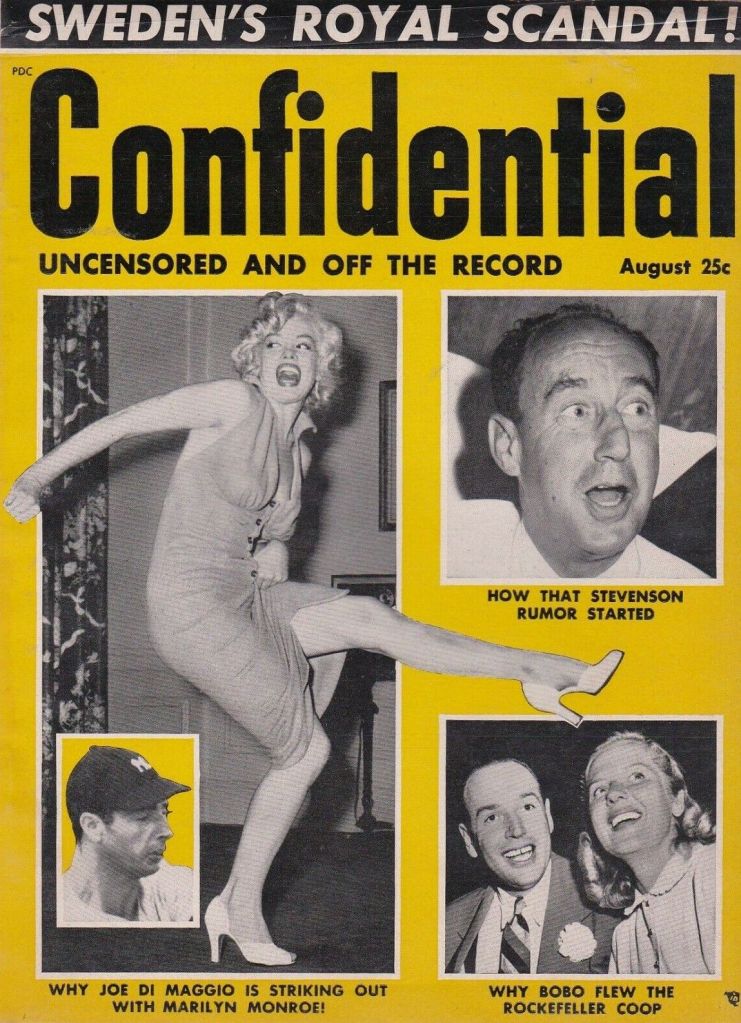 SWEDEN'S ROYAL SCANDAL!
PDC
Confidential
UNCENSORED AND OFF THE RECORD
August 25c
HOW THAT STEVENSON
RUMOR STARTED
WHY JOE DI MAGGIO IS STRIKING OUT
WITH MARILYN MONROE!
WHY BOBO FLEW THE
ROCKEFELLER COOP